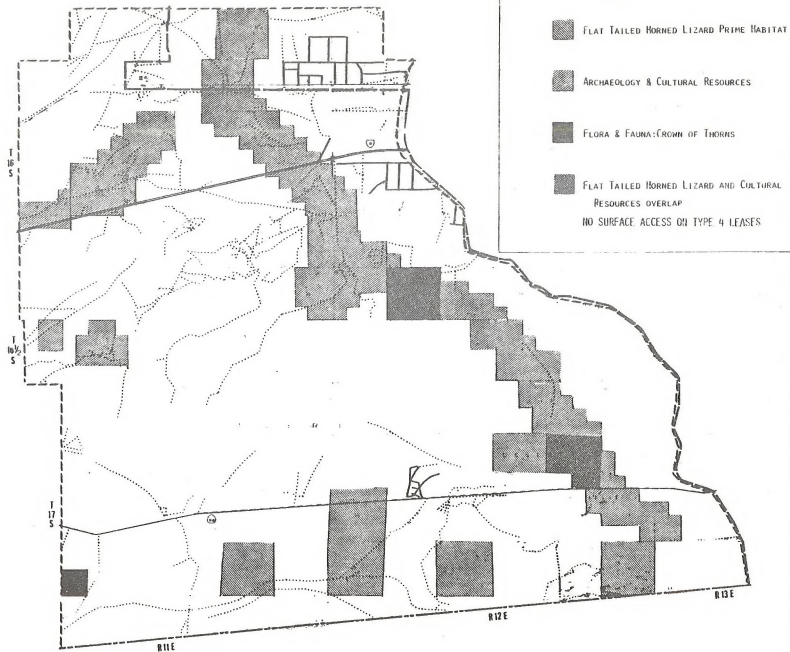 FLAT TAILED HORNED LIZARD PRIME HABITAT
ARCHAEOLOGY & CULTURAL RESOURCES
FLORA & FAUNA:CROWN OF THORNS
FLAT TAILED HORNED LIZARD AND CULTURAL
RESOURCES OVERLAP
NO SURFACE ACCESS ON TYPE 4 LEASES
T
16
S
T
16½
S
T
17
S
R11E
R12E
R13E